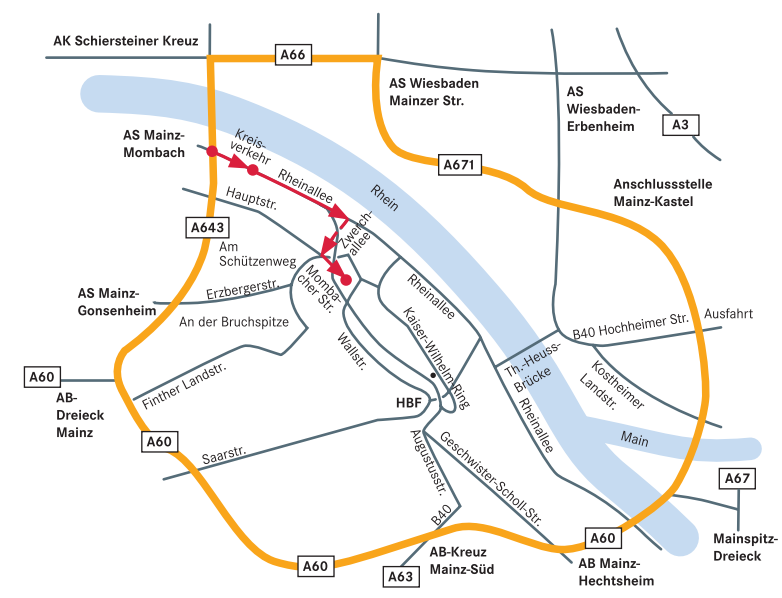 AK Schiersteiner Kreuz
A66
AS Wiesbaden
Mainzer Str.
AS
Wiesbaden-
Erbenheim
A3
AS Mainz-
Mombach
Kreis-
verkehr
Rheinallee
A671
Anschlussstelle
Mainz-Kastel
Hauptstr.
Rhein
A643
Zwerch-
allee
Am
Schützenweg
AS Mainz-
Gonsenheim
Erzbergerstr.
Momba-
cher Str.
Rheinallee
An der Bruchspitze
Wallstr.
Kaiser-Wilhelm-Ring
B40 Hochheimer Str.
Ausfahrt
Th.-Heuss-
Brücke
Kostheimer
Landstr.
A60
AB-
Dreieck
Mainz
Finther Landstr.
HBF
Rheinallee
A60
Saarstr.
Augustusstr.
Geschwister-Scholl-Str.
Main
A67
Mainspitz-
Dreieck
B40
A60
AB-Kreuz
Mainz-Süd
A60
A63
AB Mainz-
Hechtsheim